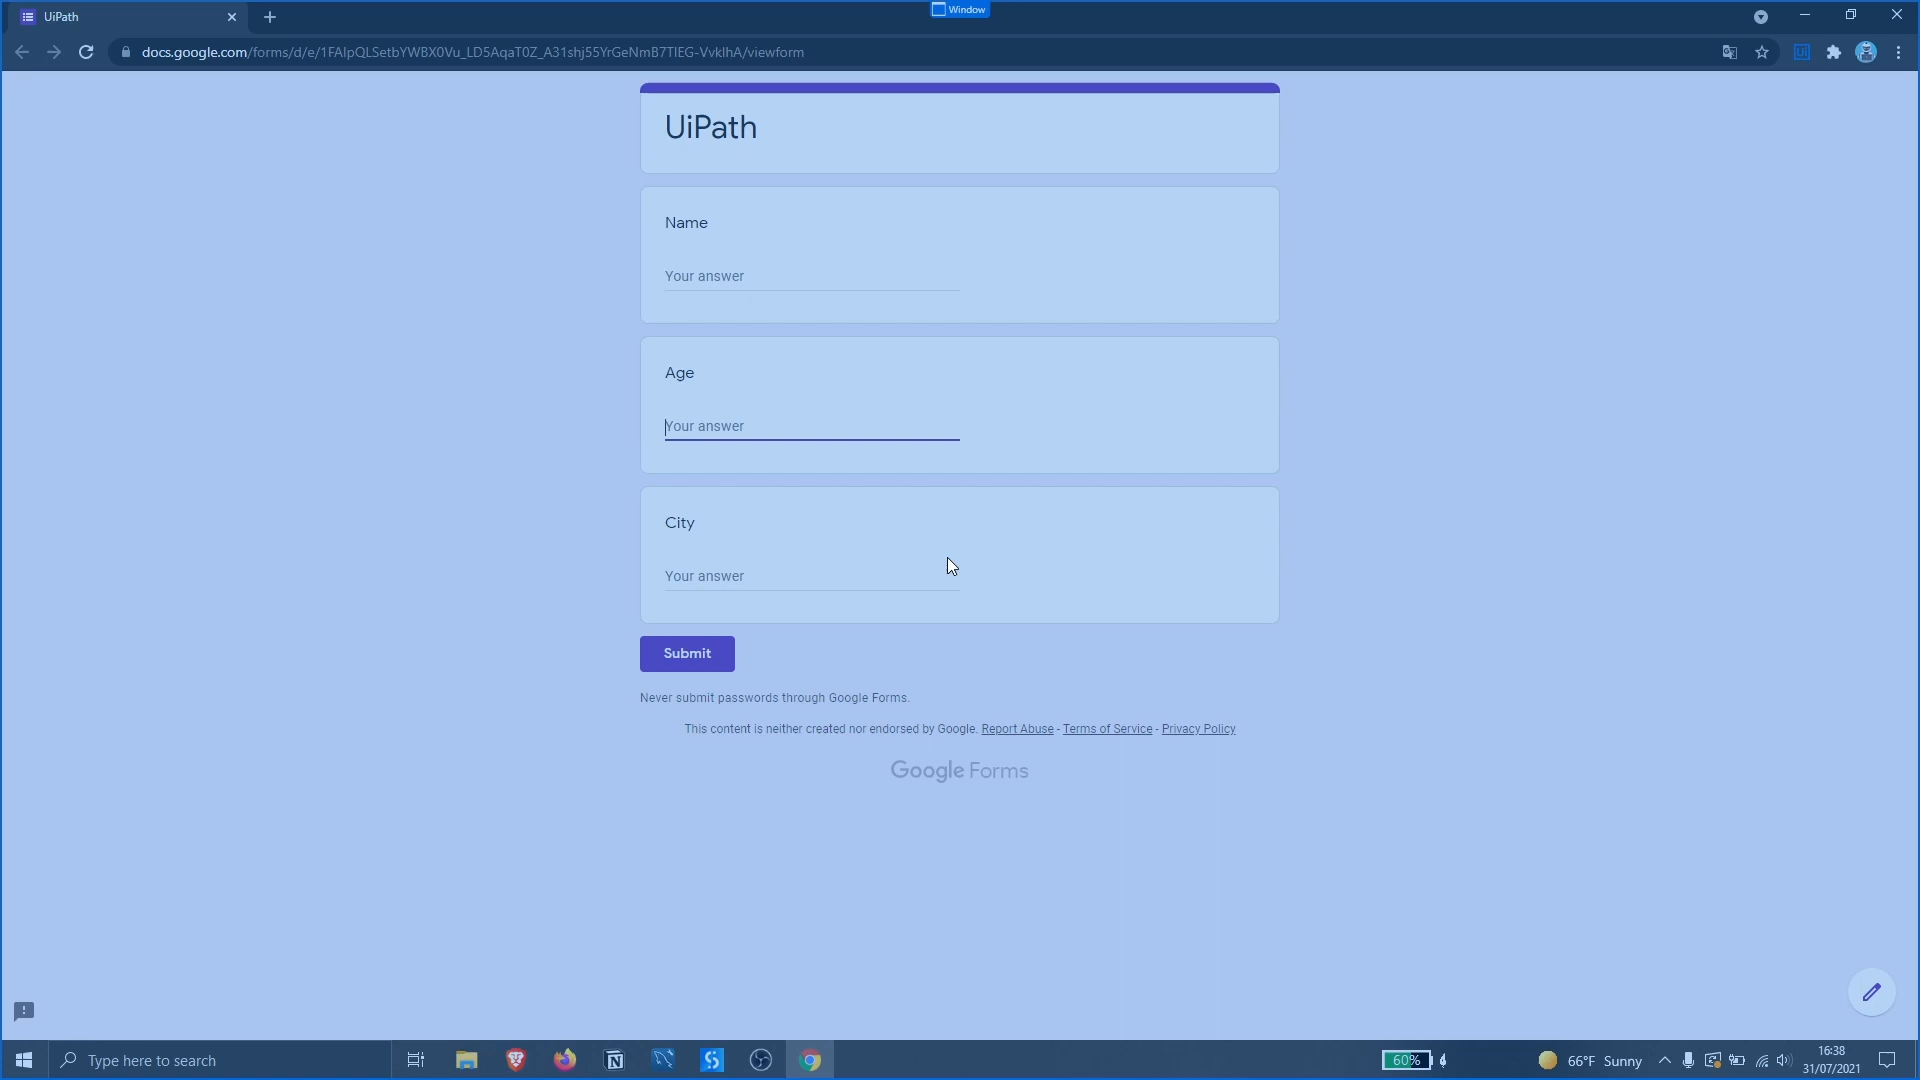 UiPath
Window
docs.google.com/forms/d/e/1FAIpQLSetbYWBX0Vu_LD5AqaT0Z_A31shj55YrGeNmB7TlEG-VvklhA/viewform
UiPath
Name
Your answer
Age
Your answer
City
Your answer
Submit
Never submit passwords through Google Forms.
This content is neither created nor endorsed by Google. Report Abuse - Terms of Service - Privacy Policy
Google Forms
Type here to search
60%
66°F Sunny
16:38
31/07/2021